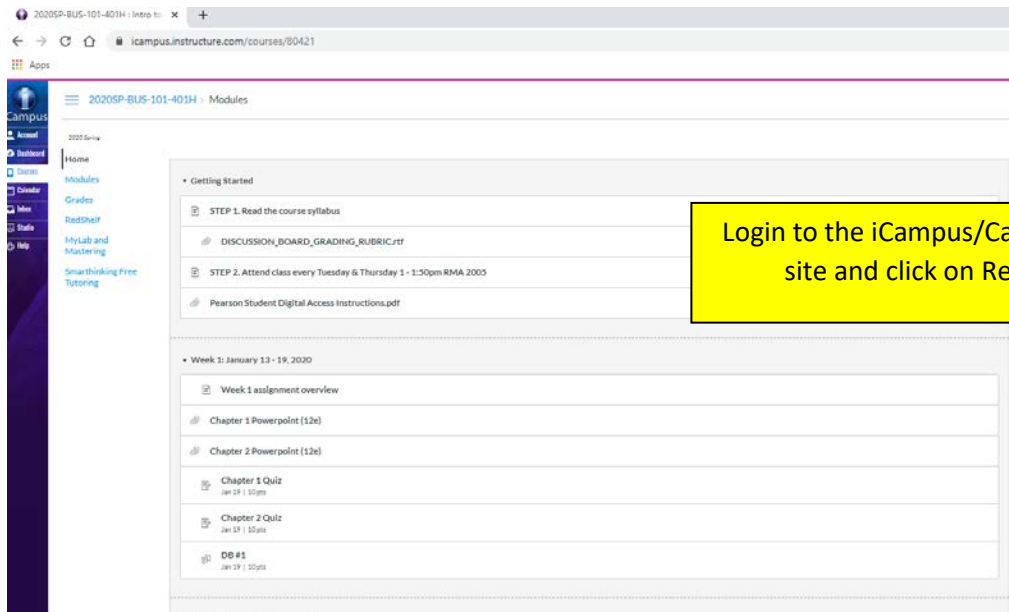 2020SP-BUS-101-401H : Intro to
icampus.instructure.com/courses/80421
Apps
Campus
2020SP-BUS-101-401H › Modules
Account
2020 Spring
Dashboard
Home
Courses
Modules
Calendar
Grades
Inbox
RedShelf
Studio
MyLab and
Mastering
Help
Smarthinking Free
Tutoring
Getting Started
STEP 1. Read the course syllabus
DISCUSSION_BOARD_GRADING_RUBRIC.rtf
STEP 2. Attend class every Tuesday & Thursday 1 - 1:50pm RMA 2005
Pearson Student Digital Access Instructions.pdf
Login to the iCampus/Ca
site and click on Re
Week 1: January 13 - 19, 2020
Week 1 assignment overview
Chapter 1 Powerpoint (12e)
Chapter 2 Powerpoint (12e)
Chapter 1 Quiz
Jan 19 | 10 pts
Chapter 2 Quiz
Jan 19 | 10 pts
DB #1
Jan 19 | 10 pts